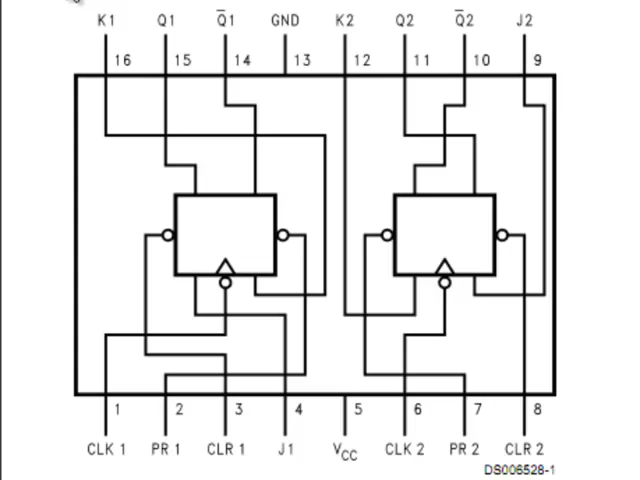 K1 Q1 Q̅1 GND K2 Q2 Q̅2 J2
16 15 14 13 12 11 10 9
1 2 3 4 5 6 7 8
CLK 1 PR 1 CLR 1 J1 VCC CLK 2 PR 2 CLR 2
DS006528-1